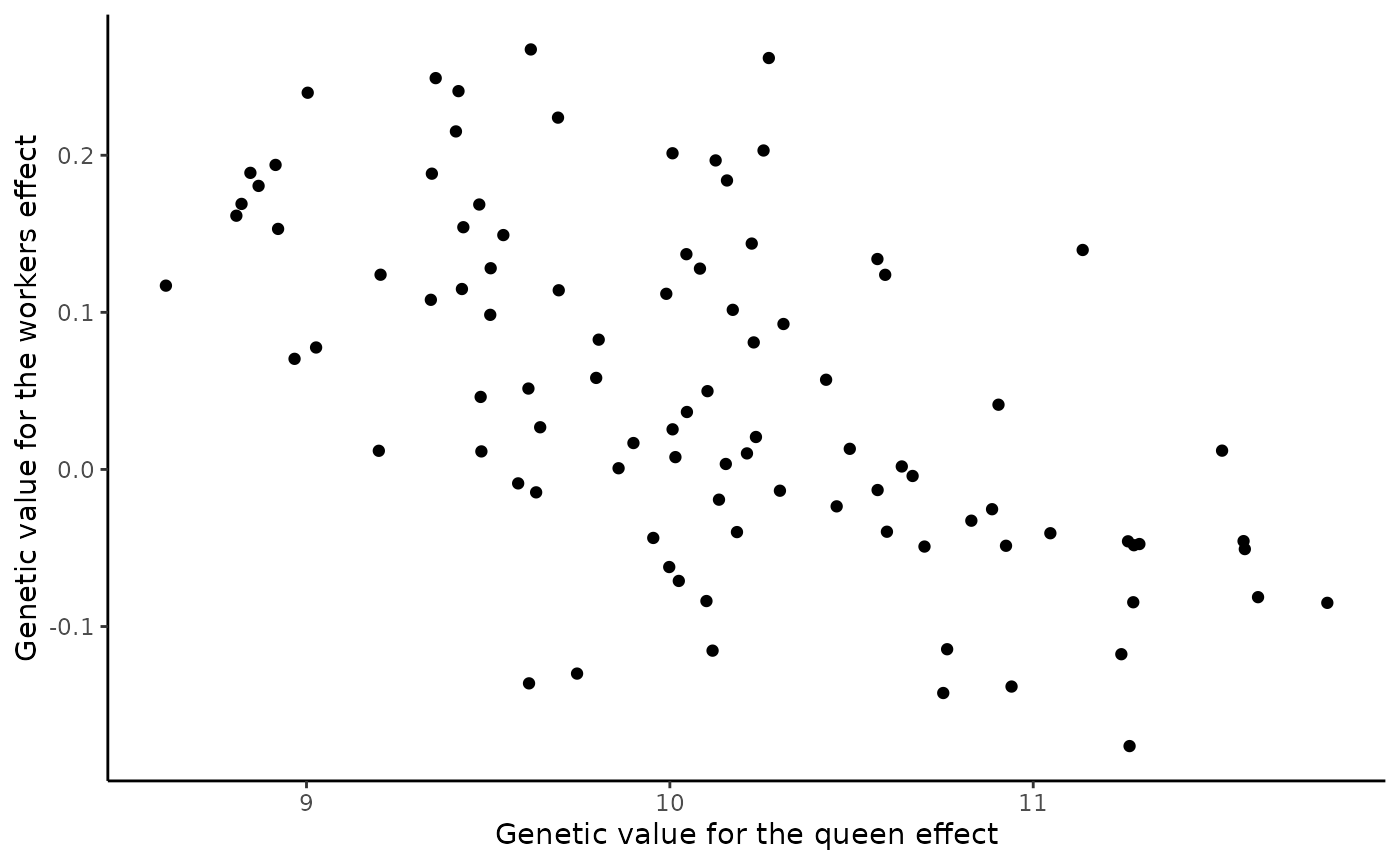 Genetic value for the workers effect
0.2
0.1
0.0
-0.1
9 10 11
Genetic value for the queen effect